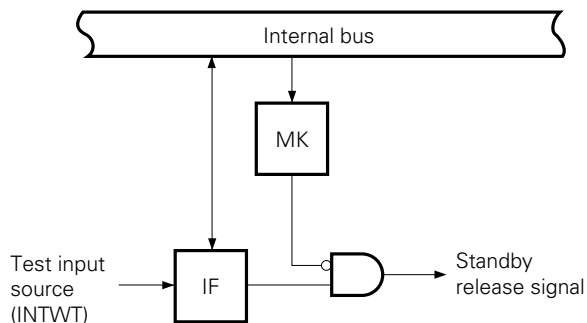 Internal bus
MK
Test input
source
(INTWT)
IF
Standby
release signal